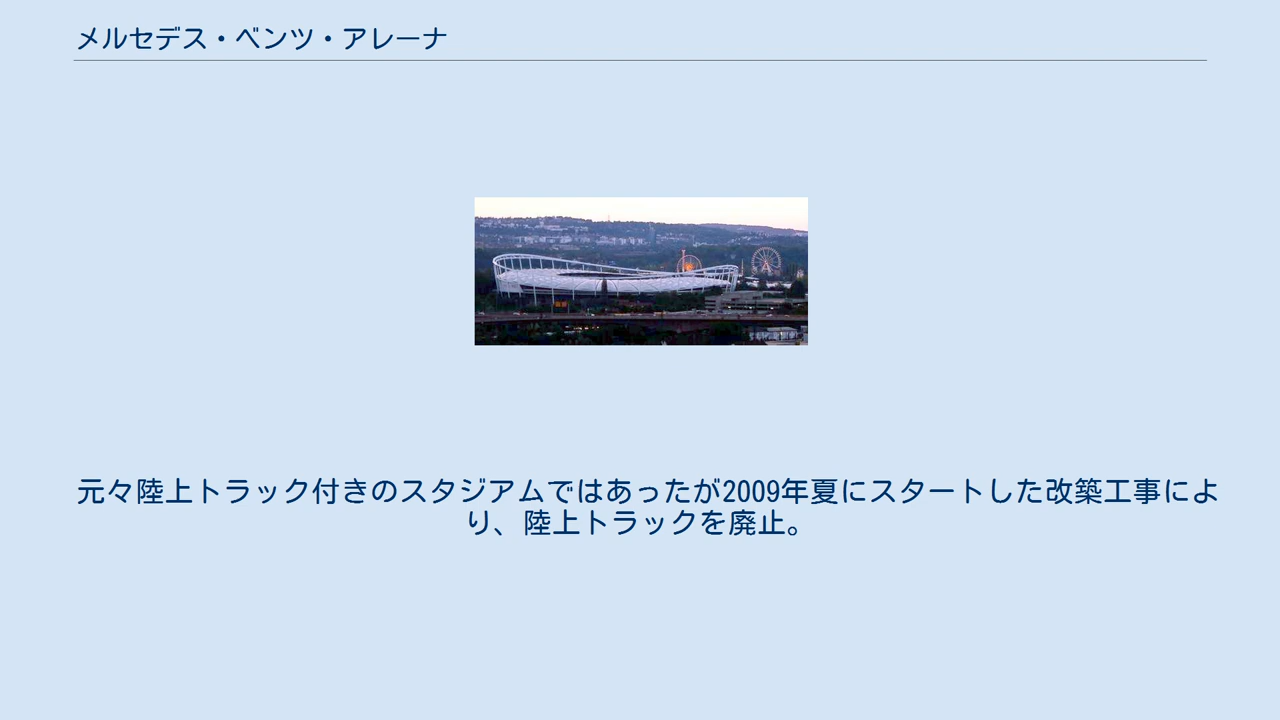 メルセデス・ベンツ・アレーナ
元々陸上トラック付きのスタジアムではあったが2009年夏にスタートした改築工事によ
り、陸上トラックを廃止。